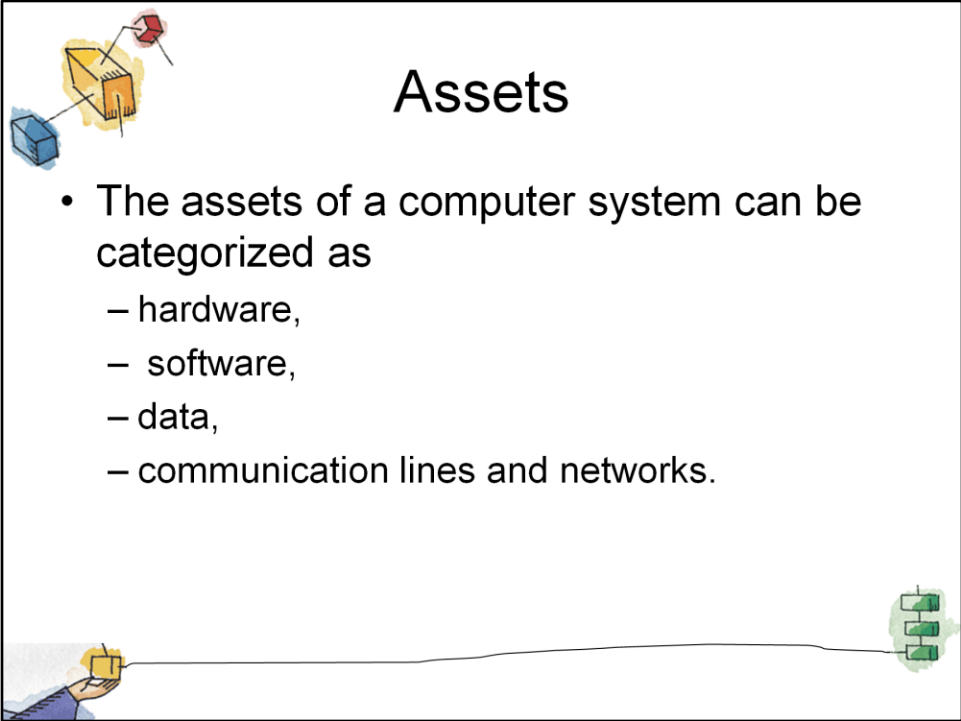 Assets
• The assets of a computer system can be
categorized as
– hardware,
–  software,
– data,
– communication lines and networks.